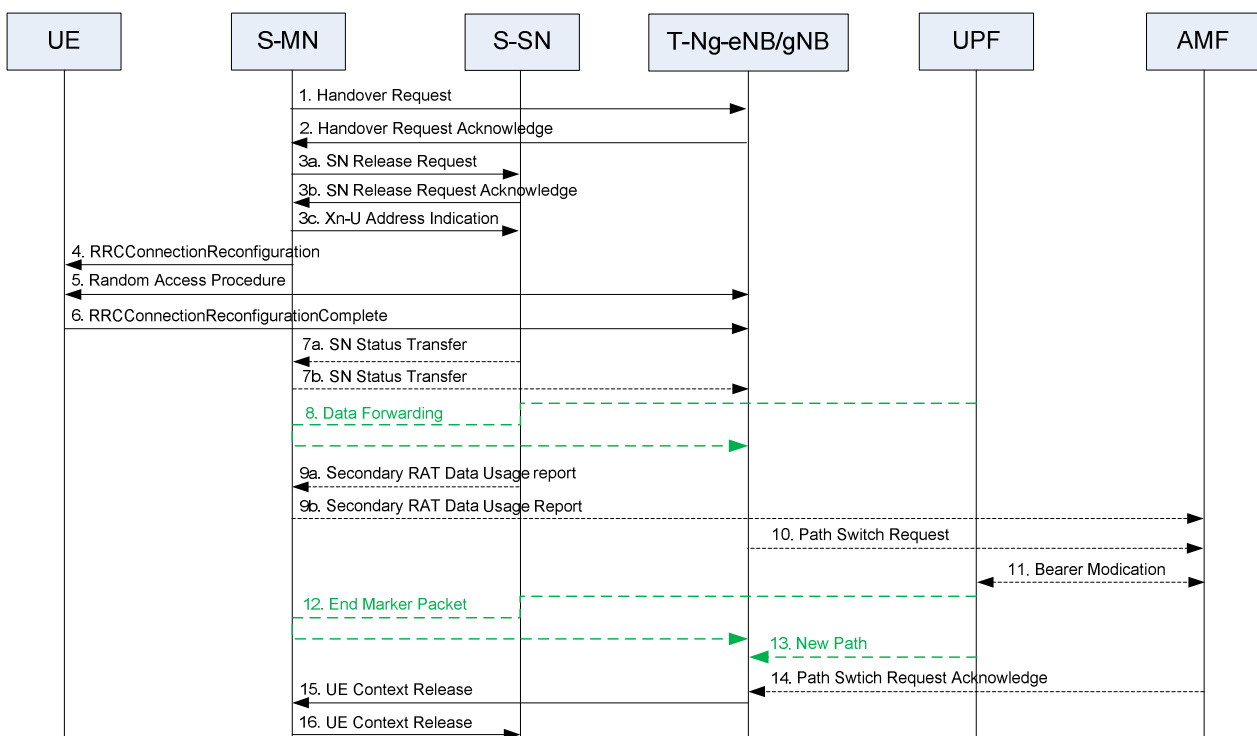 UE
S-MN
S-SN
T-Ng-eNB/gNB
UPF
AMF
1. Handover Request
2. Handover Request Acknowledge
3a. SN Release Request
3b. SN Release Request Acknowledge
3c. Xn-U Address Indication
4. RRCConnectionReconfiguration
5. Random Access Procedure
6. RRCConnectionReconfigurationComplete
7a. SN Status Transfer
7b. SN Status Transfer
8. Data Forwarding
9a. Secondary RAT Data Usage report
9b. Secondary RAT Data Usage Report
10. Path Switch Request
11. Bearer Modication
12. End Marker Packet
13. New Path
14. Path Swtich Request Acknowledge
15. UE Context Release
16. UE Context Release